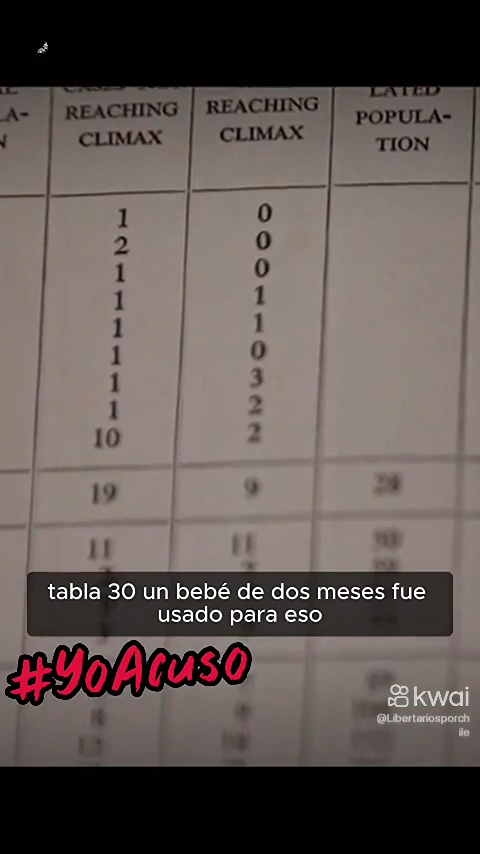 REACHING REACHING POPULA-
CLIMAX CLIMAX TION
1 0
2 0
1 0
1 1
1 1
1 0
1 3
1 2
10 2
19 9 28
11 11
tabla 30 un bebé de dos meses fue
usado para eso
#YoAcuso
kwai
@Libertariosporch
ile